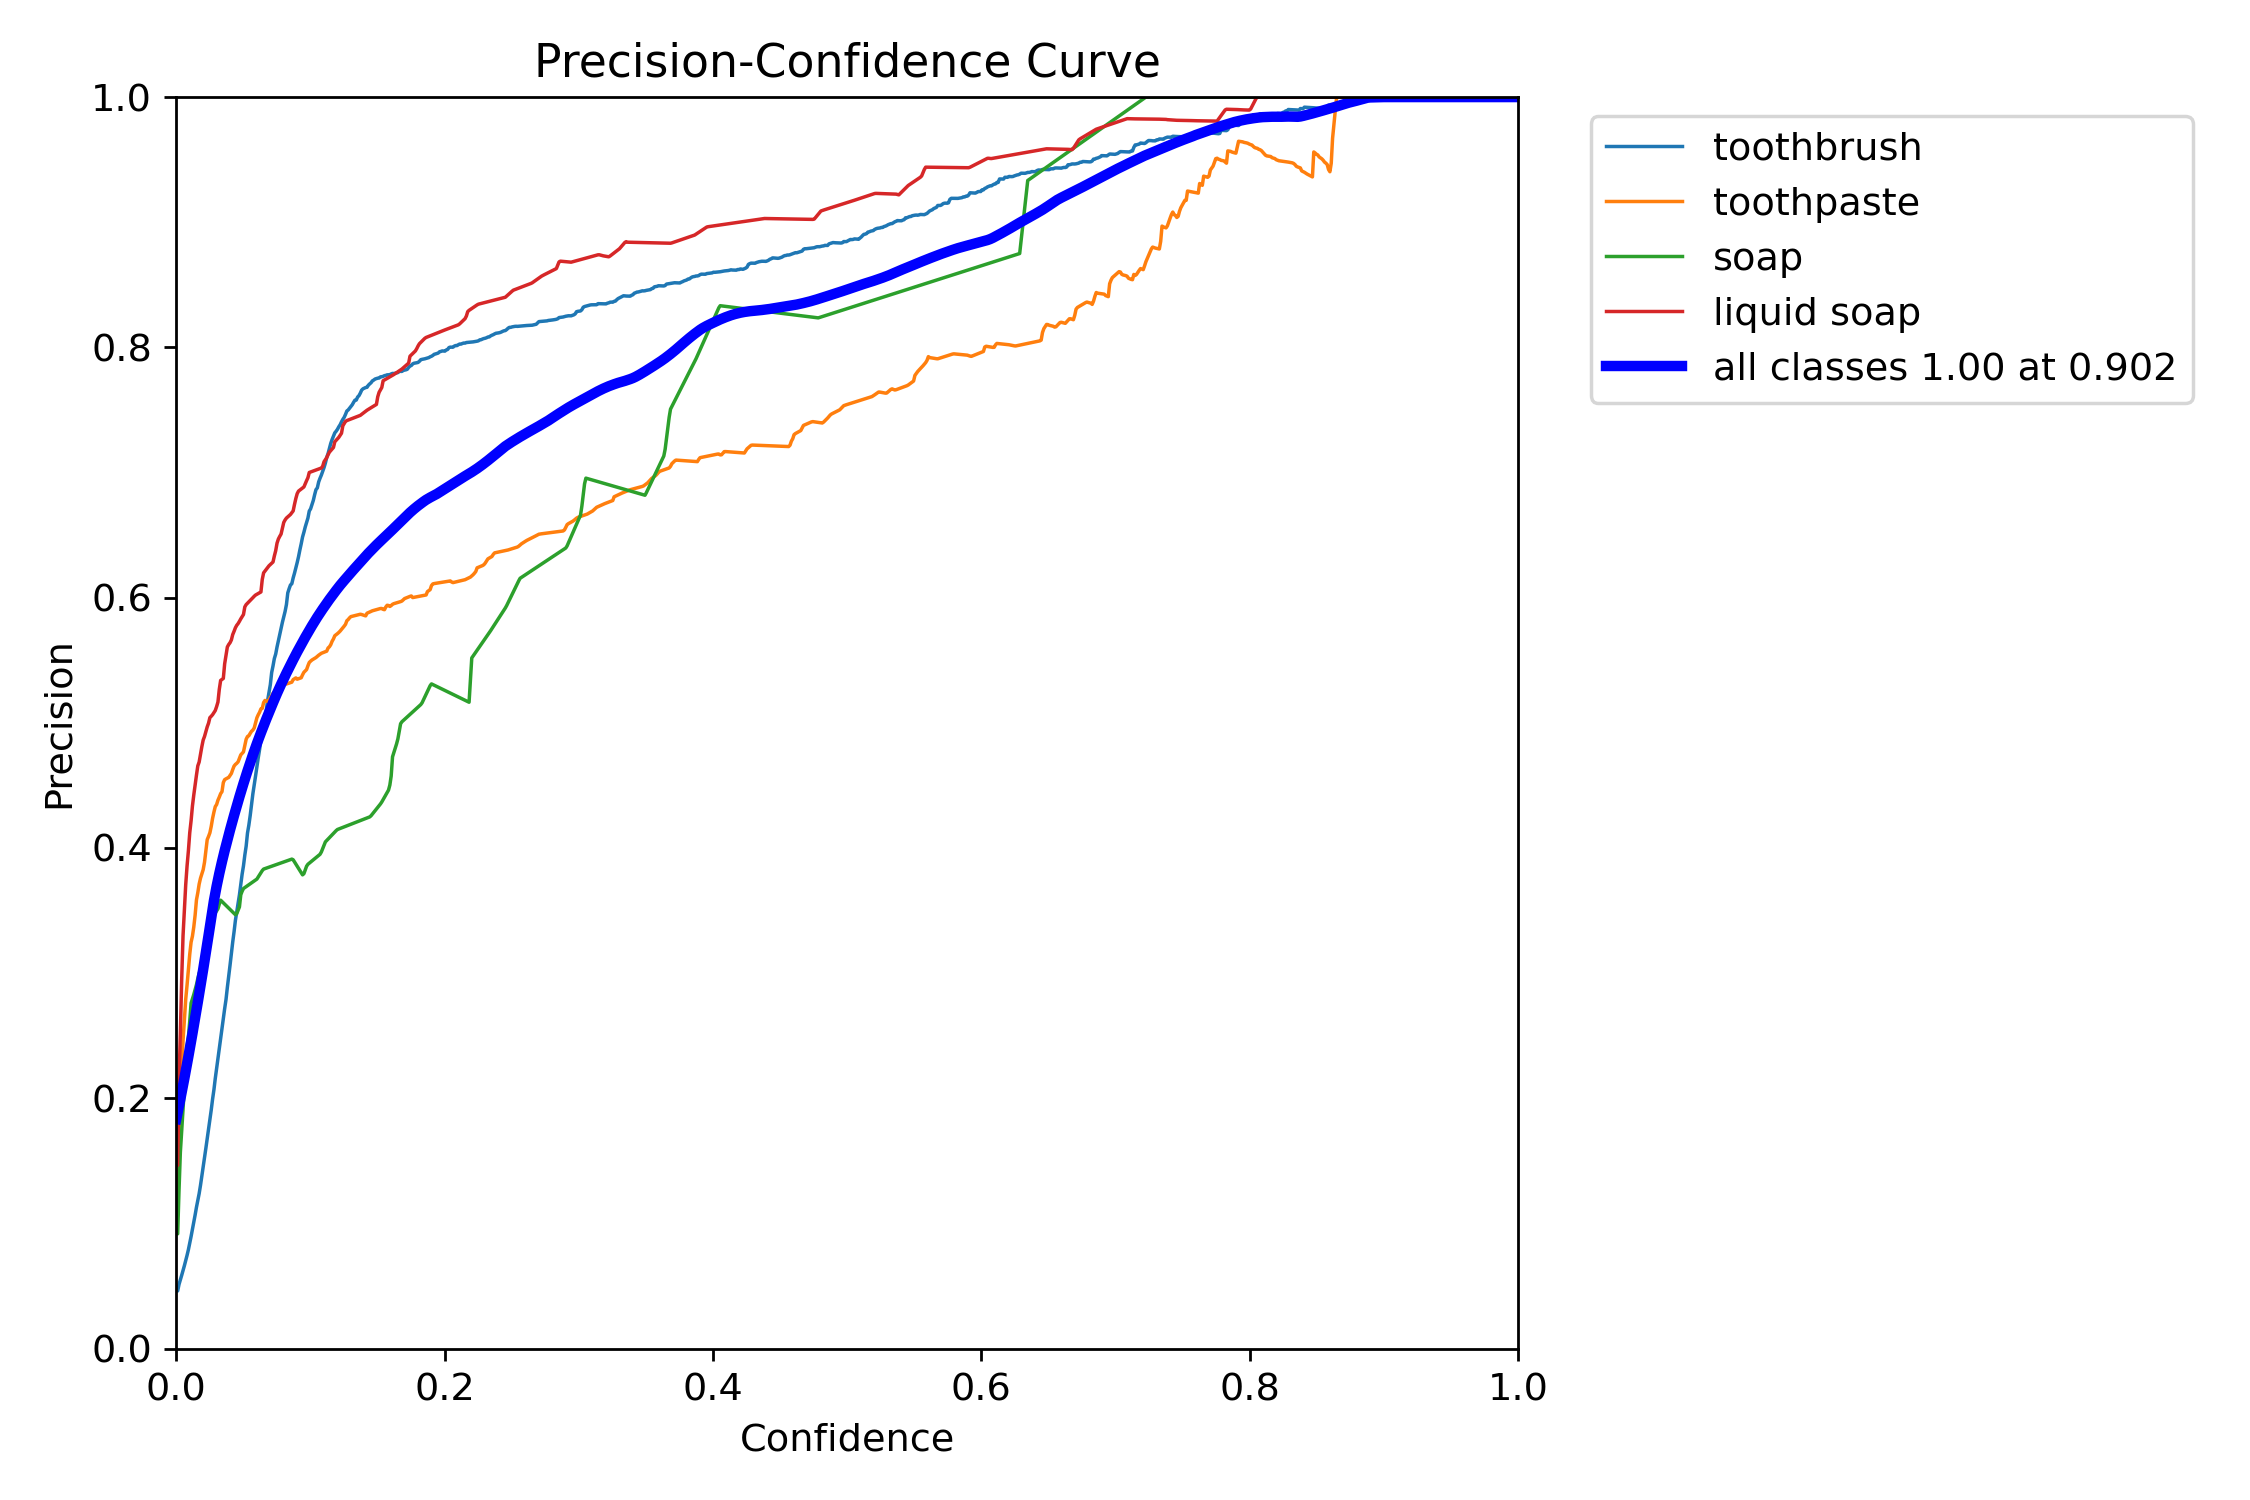 Precision-Confidence Curve
1.0
0.8
0.6
0.4
0.2
0.0
Precision
0.0 0.2 0.4 0.6 0.8 1.0
Confidence
toothbrush
toothpaste
soap
liquid soap
all classes 1.00 at 0.902